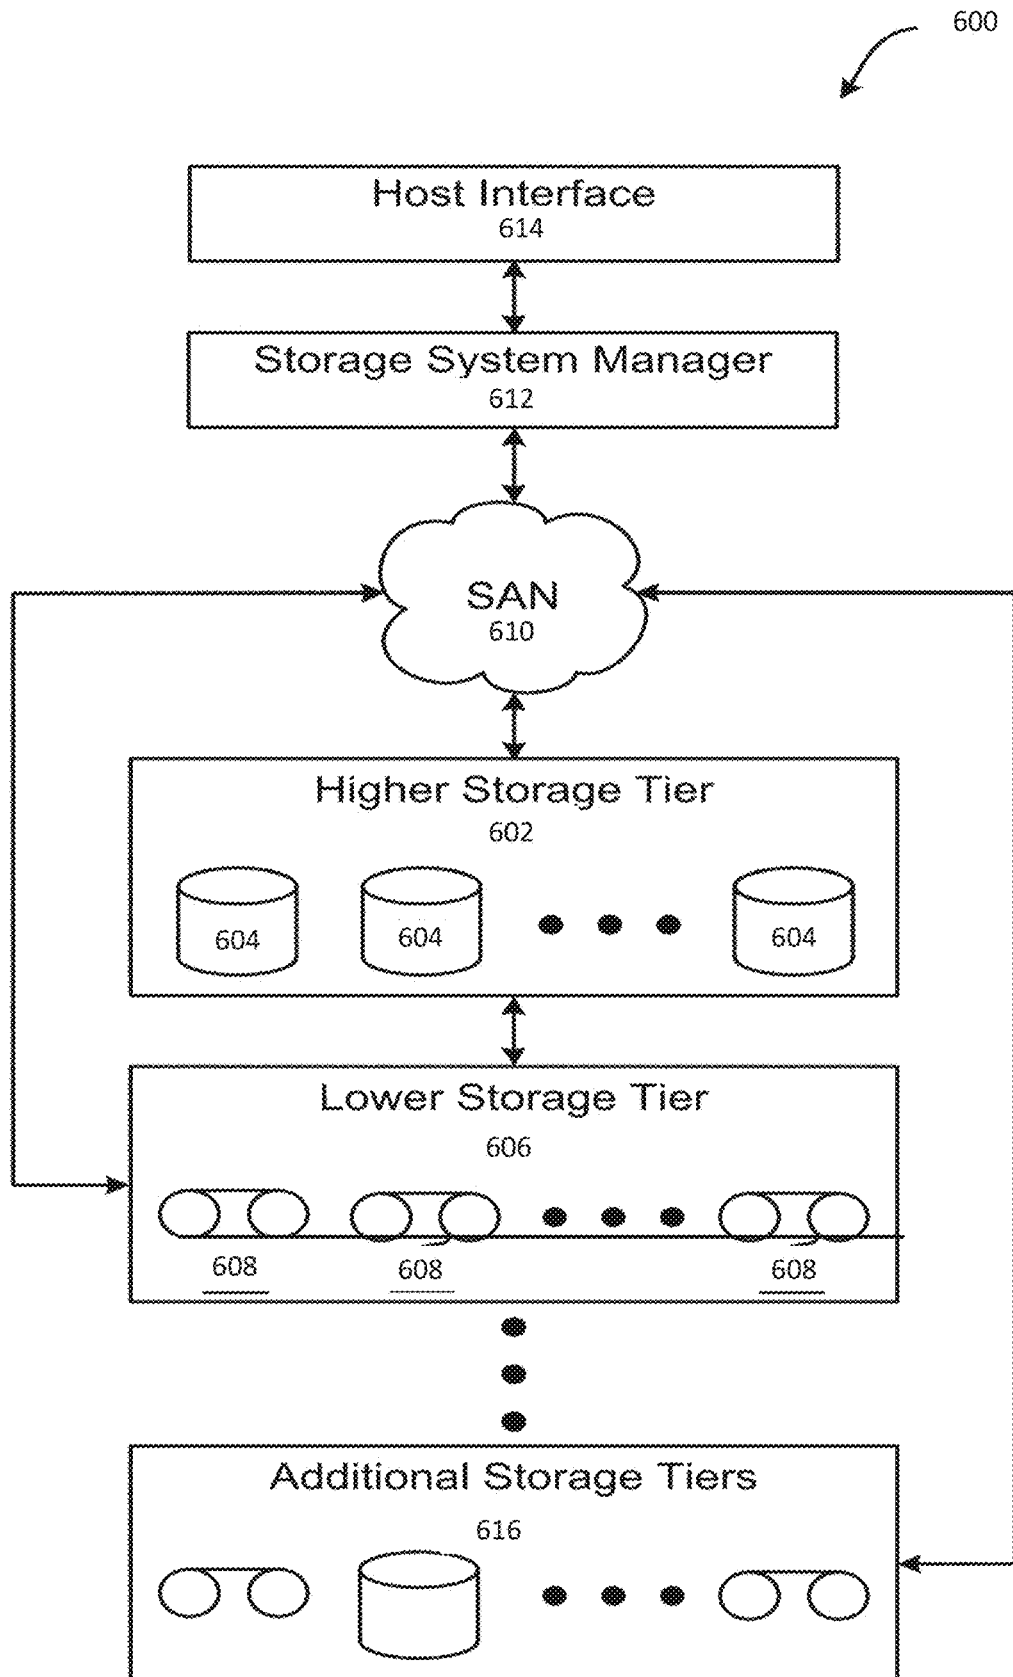 600
Host Interface
614
Storage System Manager
612
SAN
610
Higher Storage Tier
602
604 604 604
Lower Storage Tier
606
608 608 608
Additional Storage Tiers
616